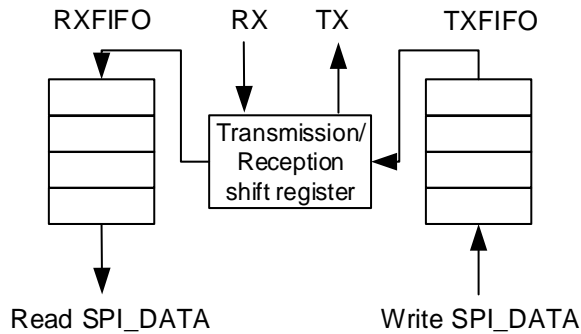 RXFIFO
RX
TX
TXFIFO
Transmission/
Reception
shift register
Read SPI_DATA
Write SPI_DATA